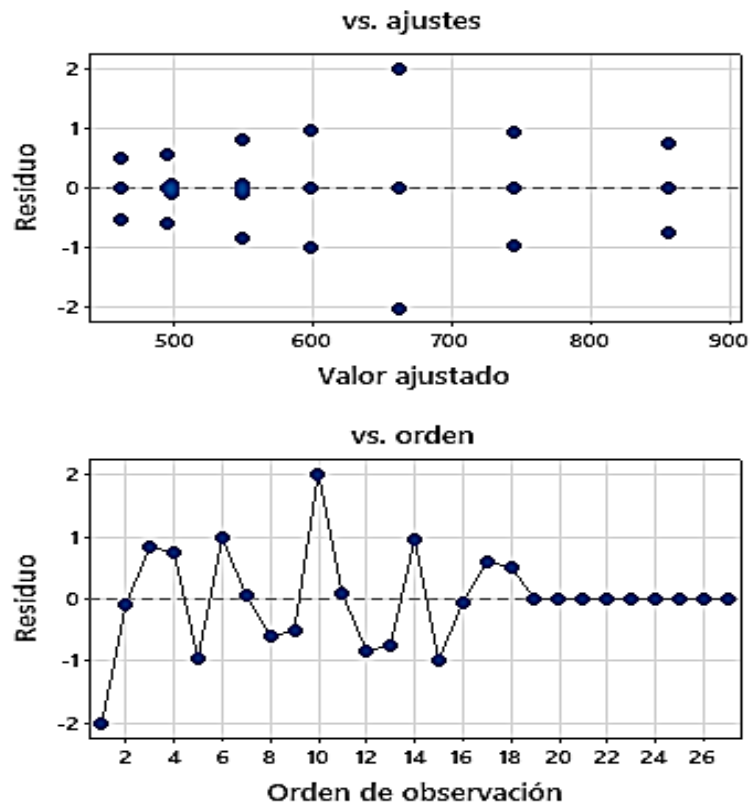 vs. ajustes
2
1
0
-1
-2
Residuo
500 600 700 800 900
Valor ajustado
vs. orden
2
1
0
-1
-2
Residuo
2 4 6 8 10 12 14 16 18 20 22 24 26
Orden de observación